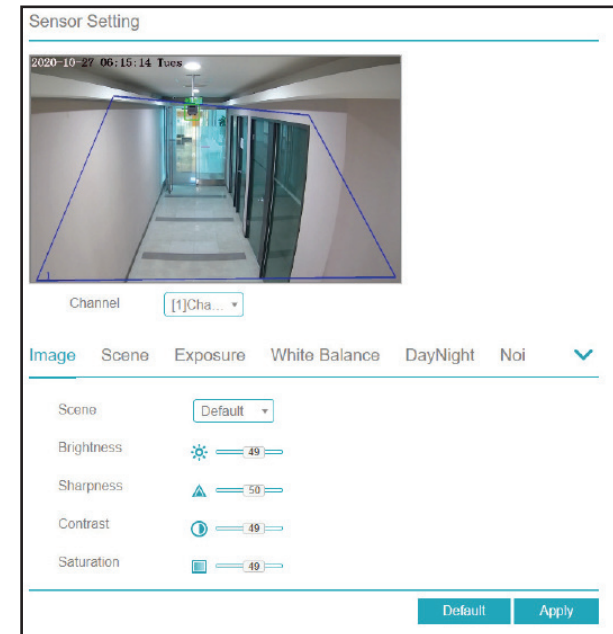 Sensor Setting
2020-10-27 06:15:14 Tues
1
Channel [1]Cha...
Image Scene Exposure White Balance DayNight Noi
Scene Default
Brightness 49
Sharpness 50
Contrast 49
Saturation 49
Default Apply